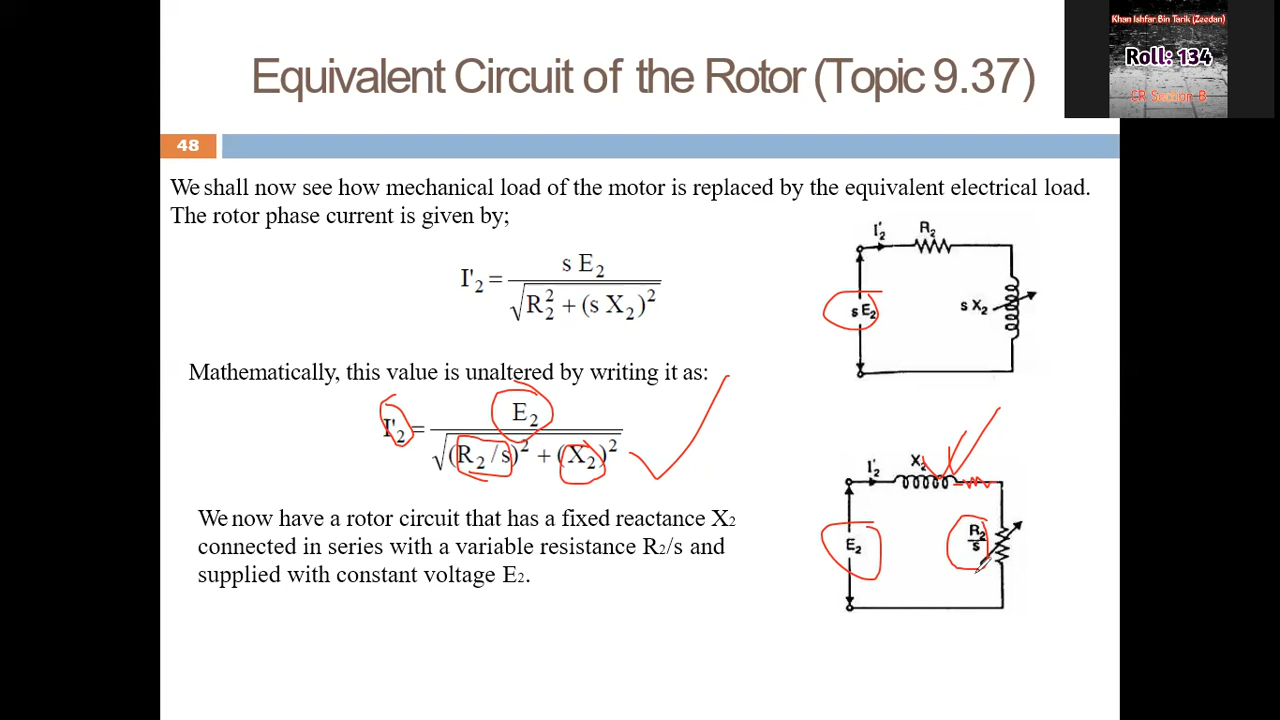 Khan Ishfar Bin Tarik (Zeedan)
Roll: 134
CR Section B
Equivalent Circuit of the Rotor (Topic 9.37)
48
We shall now see how mechanical load of the motor is replaced by the equivalent electrical load.
The rotor phase current is given by;
I'₂ = s E₂ / √(R₂² + (s X₂)²)
I'₂ R₂
s E₂ s X₂
Mathematically, this value is unaltered by writing it as:
I'₂ = E₂ / √((R₂/s)² + (X₂)²)
I'₂ X₂
E₂ R₂/s
We now have a rotor circuit that has a fixed reactance X₂
connected in series with a variable resistance R₂/s and
supplied with constant voltage E₂.